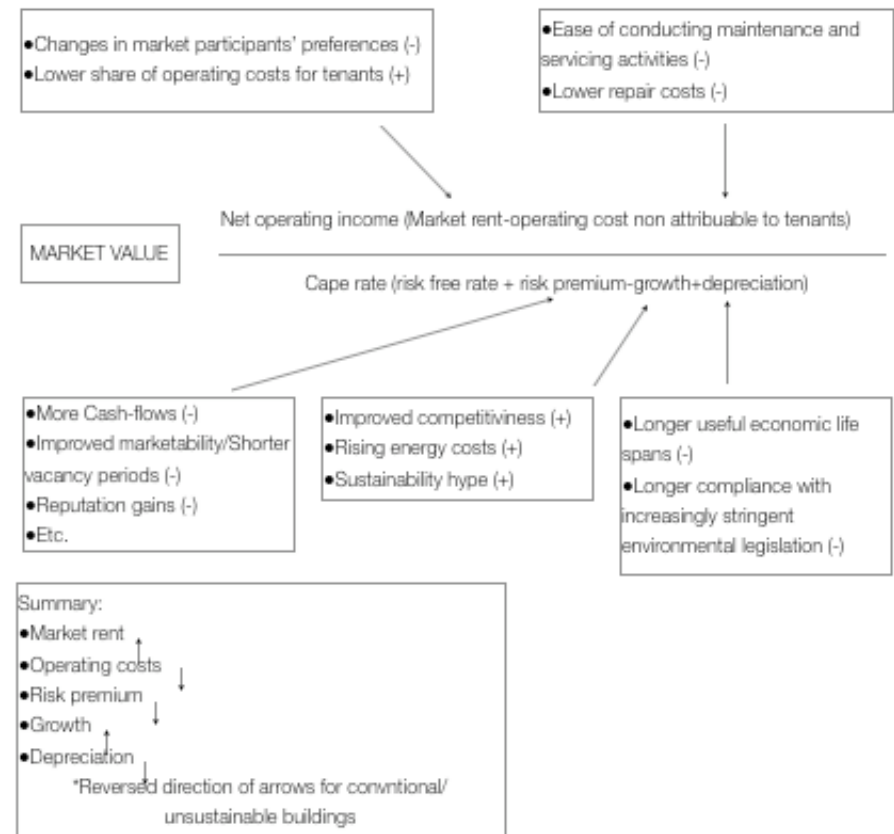 ●Changes in market participants' preferences (-)
●Lower share of operating costs for tenants (+)
●Ease of conducting maintenance and
servicing activities (-)
●Lower repair costs (-)
Net operating income (Market rent-operating cost non attribuable to tenants)
MARKET VALUE
Cape rate (risk free rate + risk premium-growth+depreciation)
●More Cash-flows (-)
●Improved marketability/Shorter
vacancy periods (-)
●Reputation gains (-)
●Etc.
●Improved competitiviness (+)
●Rising energy costs (+)
●Sustainability hype (+)
●Longer useful economic life
spans (-)
●Longer compliance with
increasingly stringent
environmental legislation (-)
Summary:
●Market rent
●Operating costs
●Risk premium
●Growth
●Depreciation
*Reversed direction of arrows for convntional/
unsustainable buildings